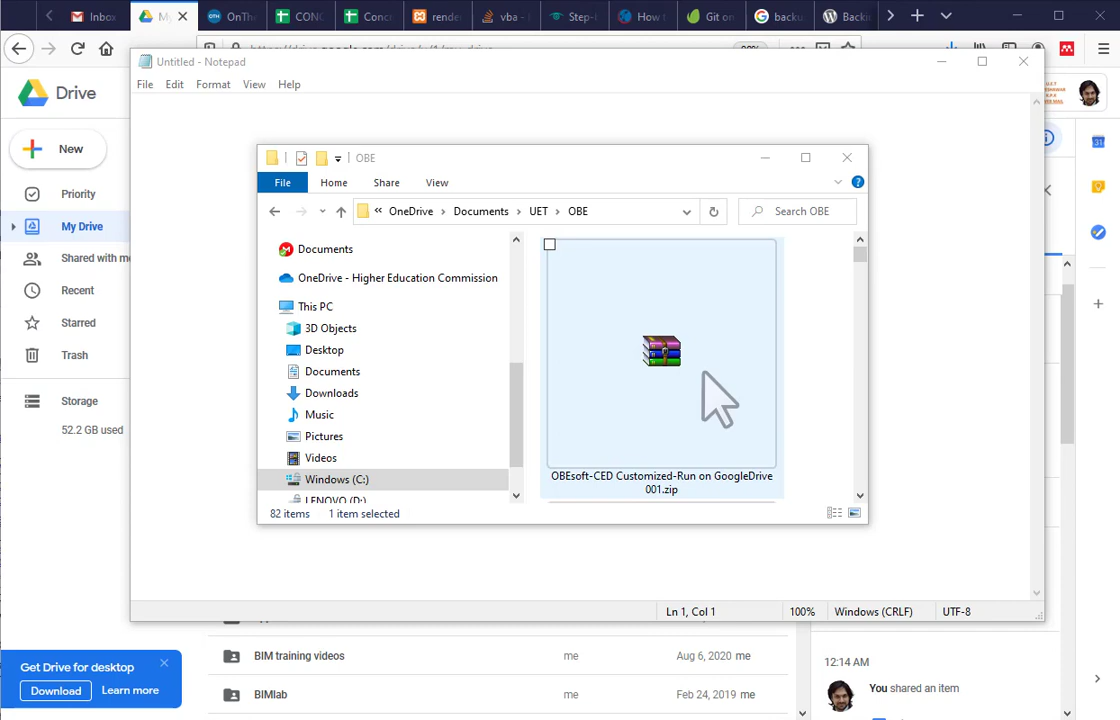 Inbox
My
OnThe
CONC
Concr
rende
vba -
Step-
How t
Git on
backu
Backi
Untitled - Notepad
File Edit Format View Help
Drive
New
Priority
My Drive
Shared with me
Recent
Starred
Trash
Storage
52.2 GB used
OBE
File Home Share View
« OneDrive › Documents › UET › OBE
Search OBE
Documents
OneDrive - Higher Education Commission
This PC
3D Objects
Desktop
Documents
Downloads
Music
Pictures
Videos
Windows (C:)
LENOVO (D:)
OBEsoft-CED Customized-Run on GoogleDrive
001.zip
82 items 1 item selected
Ln 1, Col 1 100% Windows (CRLF) UTF-8
BIM training videos me Aug 6, 2020 me
BIMlab me Feb 24, 2019 me
12:14 AM
You shared an item
Get Drive for desktop
Download Learn more